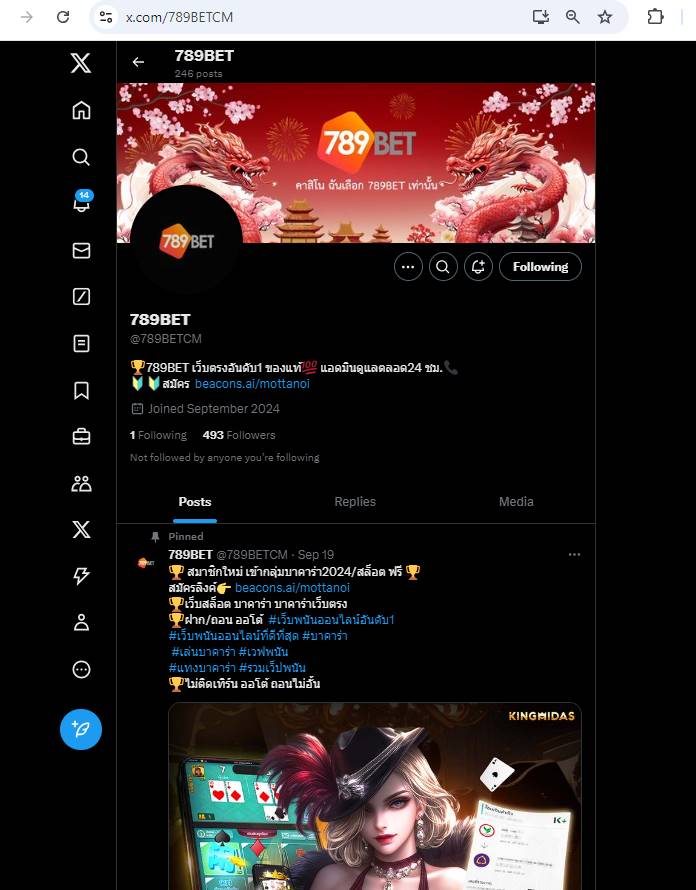 x.com/789BETCM
789BET
246 posts
789BET
คาสิโน ฉันเลือก 789BET เท่านั้น
789BET
14
Following
789BET
@789BETCM
🏆789BET เว็บตรงอันดับ1 ของแท้💯 แอดมินดูแลตลอด24 ชม.📞
🔰🔰สมัคร beacons.ai/mottanoi
Joined September 2024
1 Following 493 Followers
Not followed by anyone you're following
Posts Replies Media
Pinned
789BET @789BETCM · Sep 19
🏆 สมาชิกใหม่ เข้ากลุ่มบาคาร่า2024/สล็อต ฟรี 🏆
สมัครลิงค์👉 beacons.ai/mottanoi
🏆เว็บสล็อต บาคาร่า บาคาร่าเว็บตรง
🏆ฝาก/ถอน ออโต้ #เว็บพนันออนไลน์อันดับ1
#เว็บพนันออนไลน์ที่ดีที่สุด #บาคาร่า
#เล่นบาคาร่า #เวฟพนัน
#แทงบาคาร่า #รวมเว็ปพนัน
🏆ไม่ติดเทิร์น ออโต้ ถอนไม่อั้น
KINGMIDAS
7
A
K+